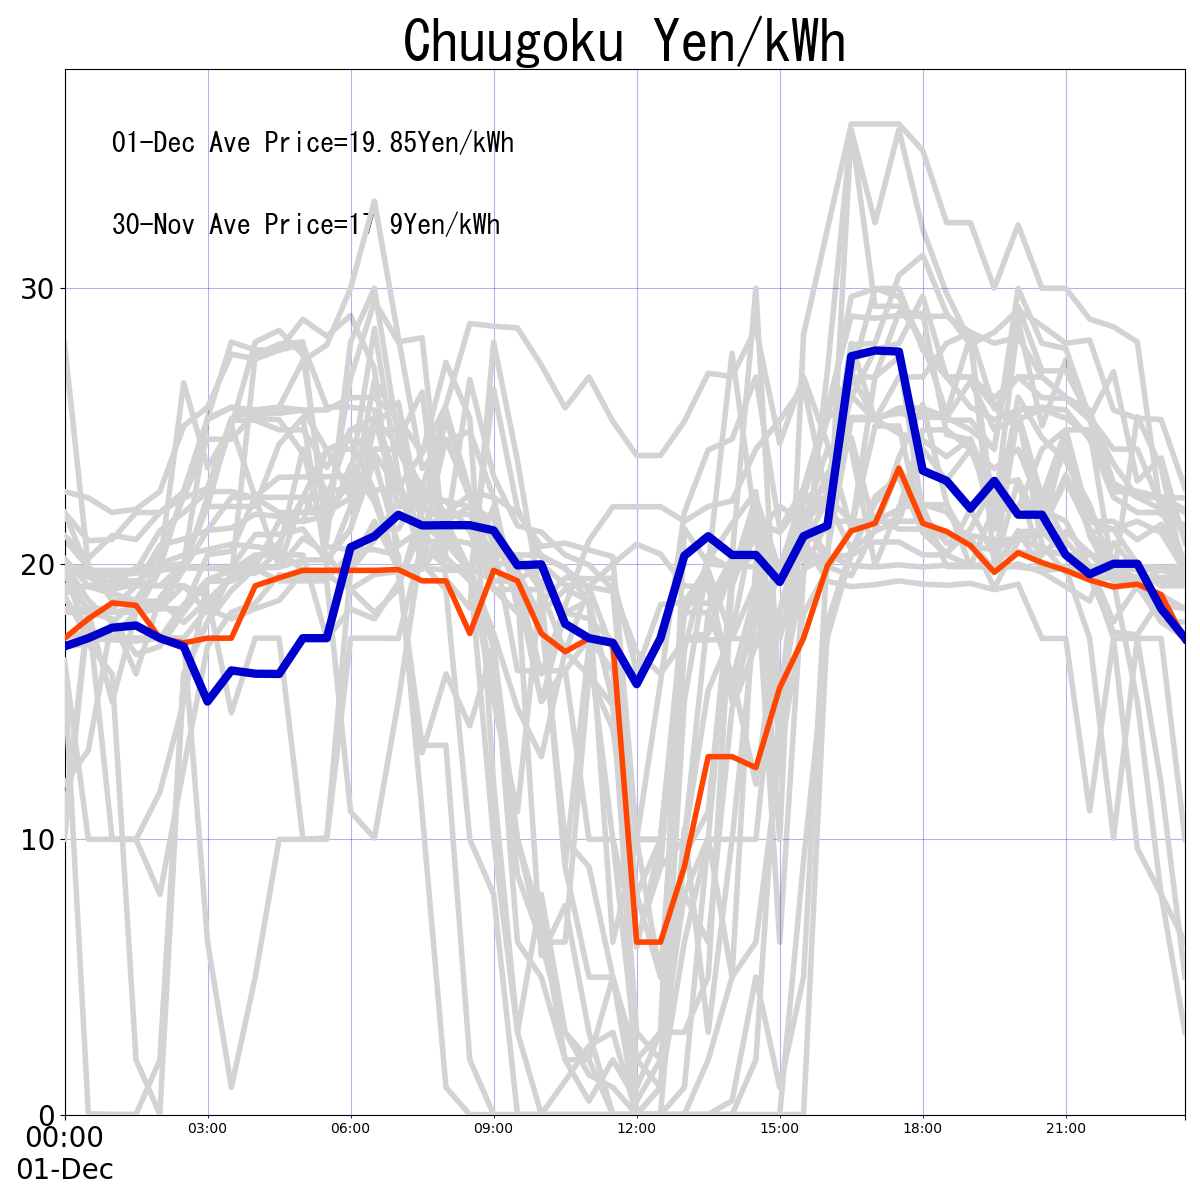 Chuugoku Yen/kWh
01-Dec Ave Price=19.85Yen/kWh
30-Nov Ave Price=17 9Yen/kWh
30
20
10
0
00:00 03:00 06:00 09:00 12:00 15:00 18:00 21:00
01-Dec